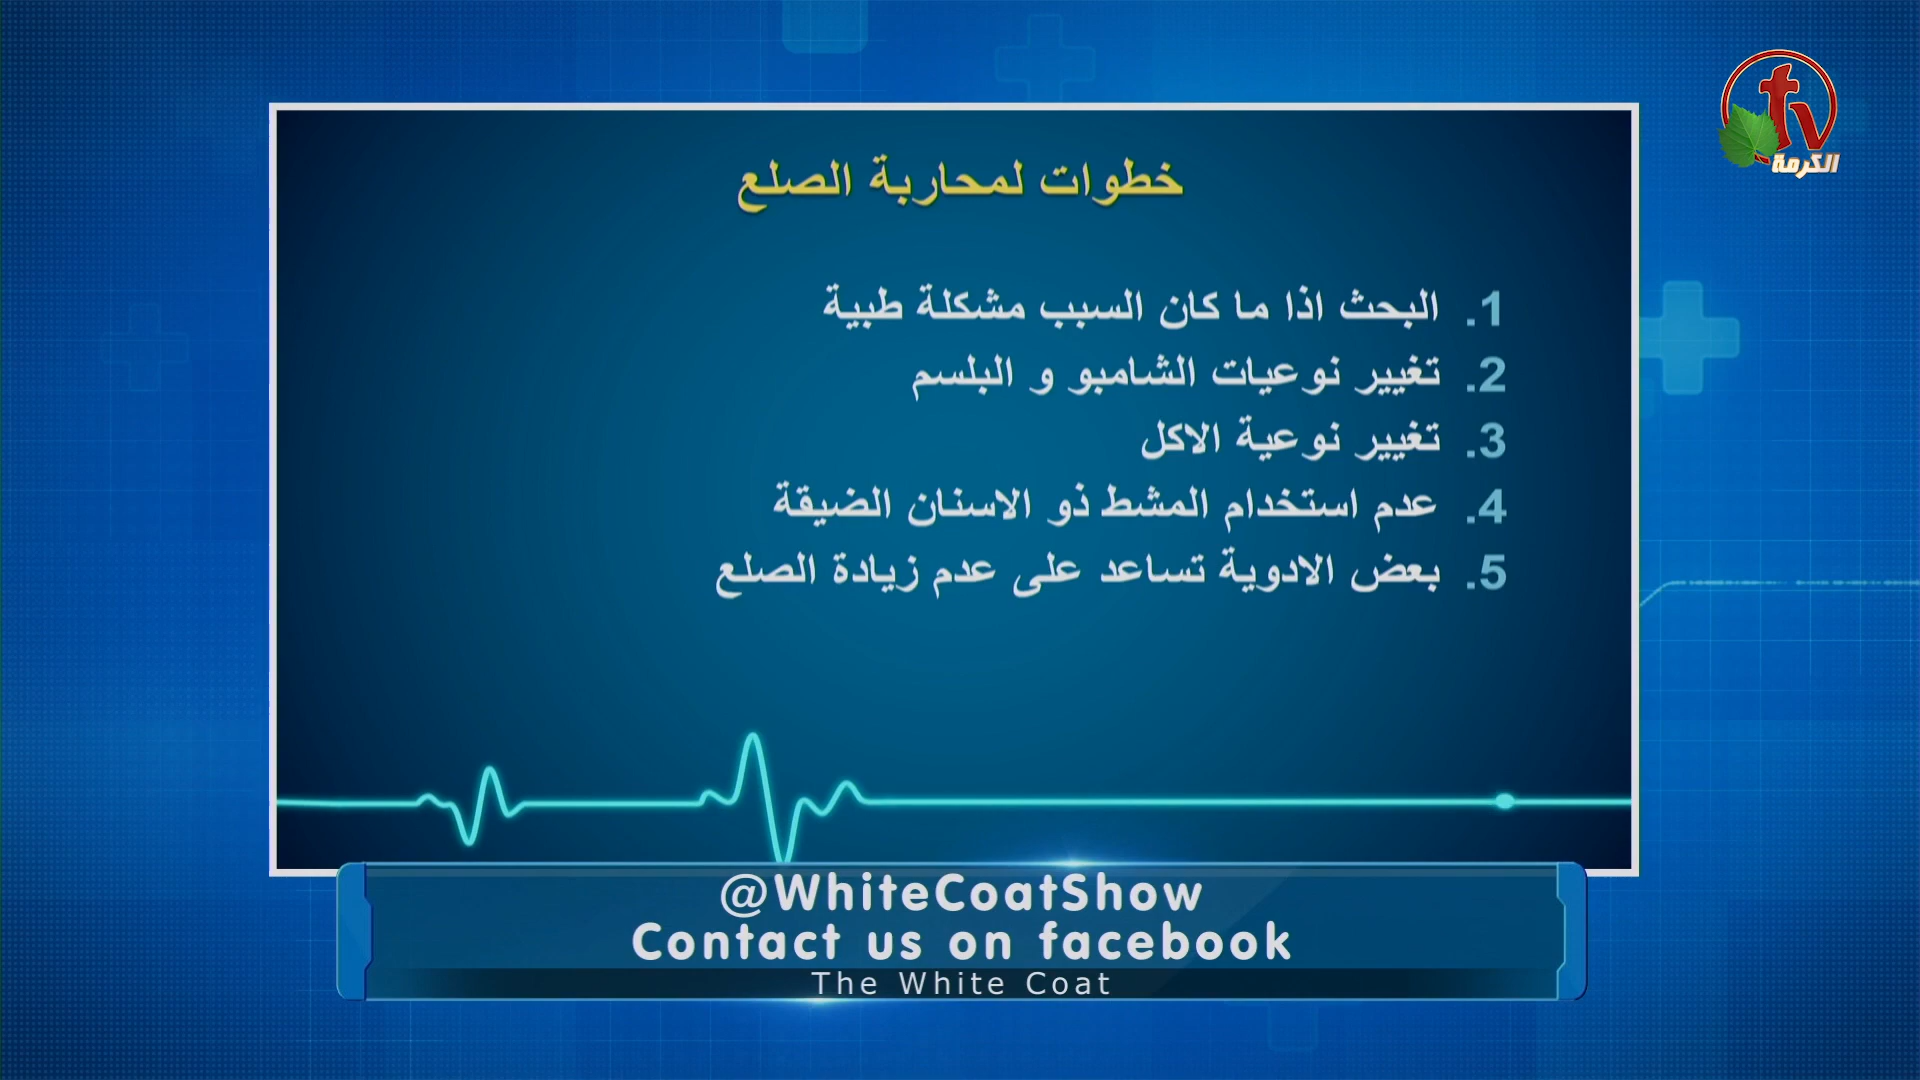 tv
الكرمة
خطوات لمحاربة الصلع
1. البحث اذا ما كان السبب مشكلة طبية
2. تغيير نوعيات الشامبو و البلسم
3. تغيير نوعية الاكل
4. عدم استخدام المشط ذو الاسنان الضيقة
5. بعض الادوية تساعد على عدم زيادة الصلع
@WhiteCoatShow
Contact us on facebook
The White Coat